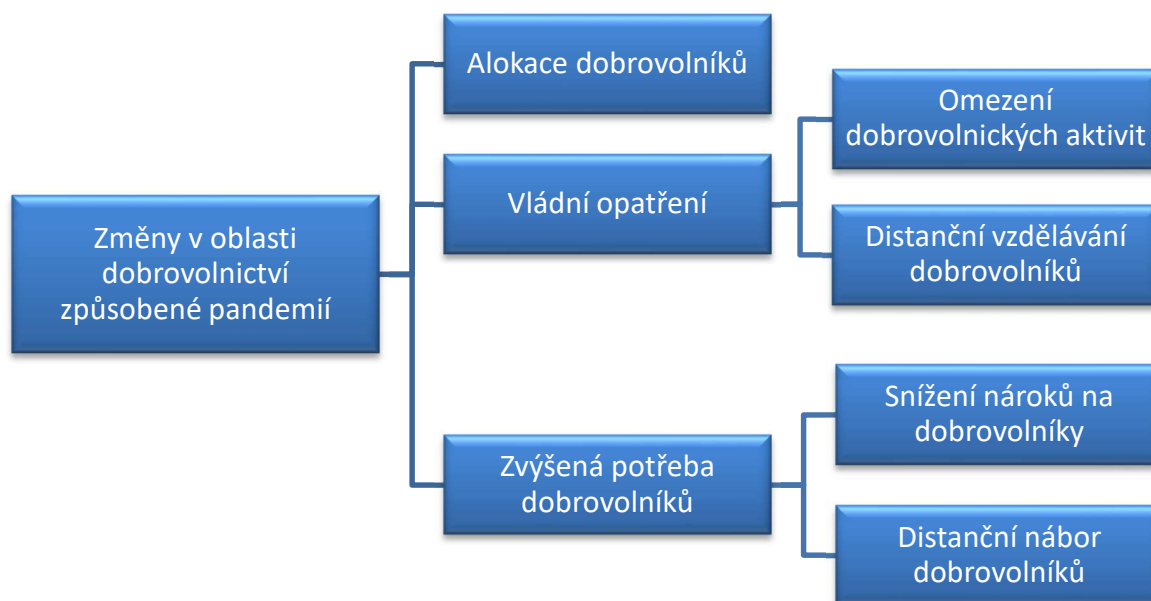 Změny v oblasti
dobrovolnictví
způsobené pandemií
Alokace dobrovolníků
Vládní opatření
Omezení
dobrovolnických aktivit
Distanční vzdělávání
dobrovolníků
Zvýšená potřeba
dobrovolníků
Snížení nároků na
dobrovolníky
Distanční nábor
dobrovolníků